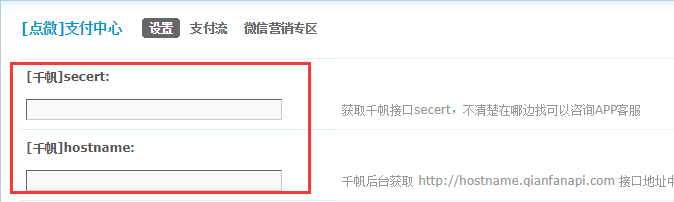 [点微]支付中心 设置 支付流 微信营销专区
[千帆]secert:
获取千帆接口secert，不清楚在哪边找可以咨询APP客服
[千帆]hostname:
千帆后台获取 http://hostname.qianfanapi.com 接口地址中